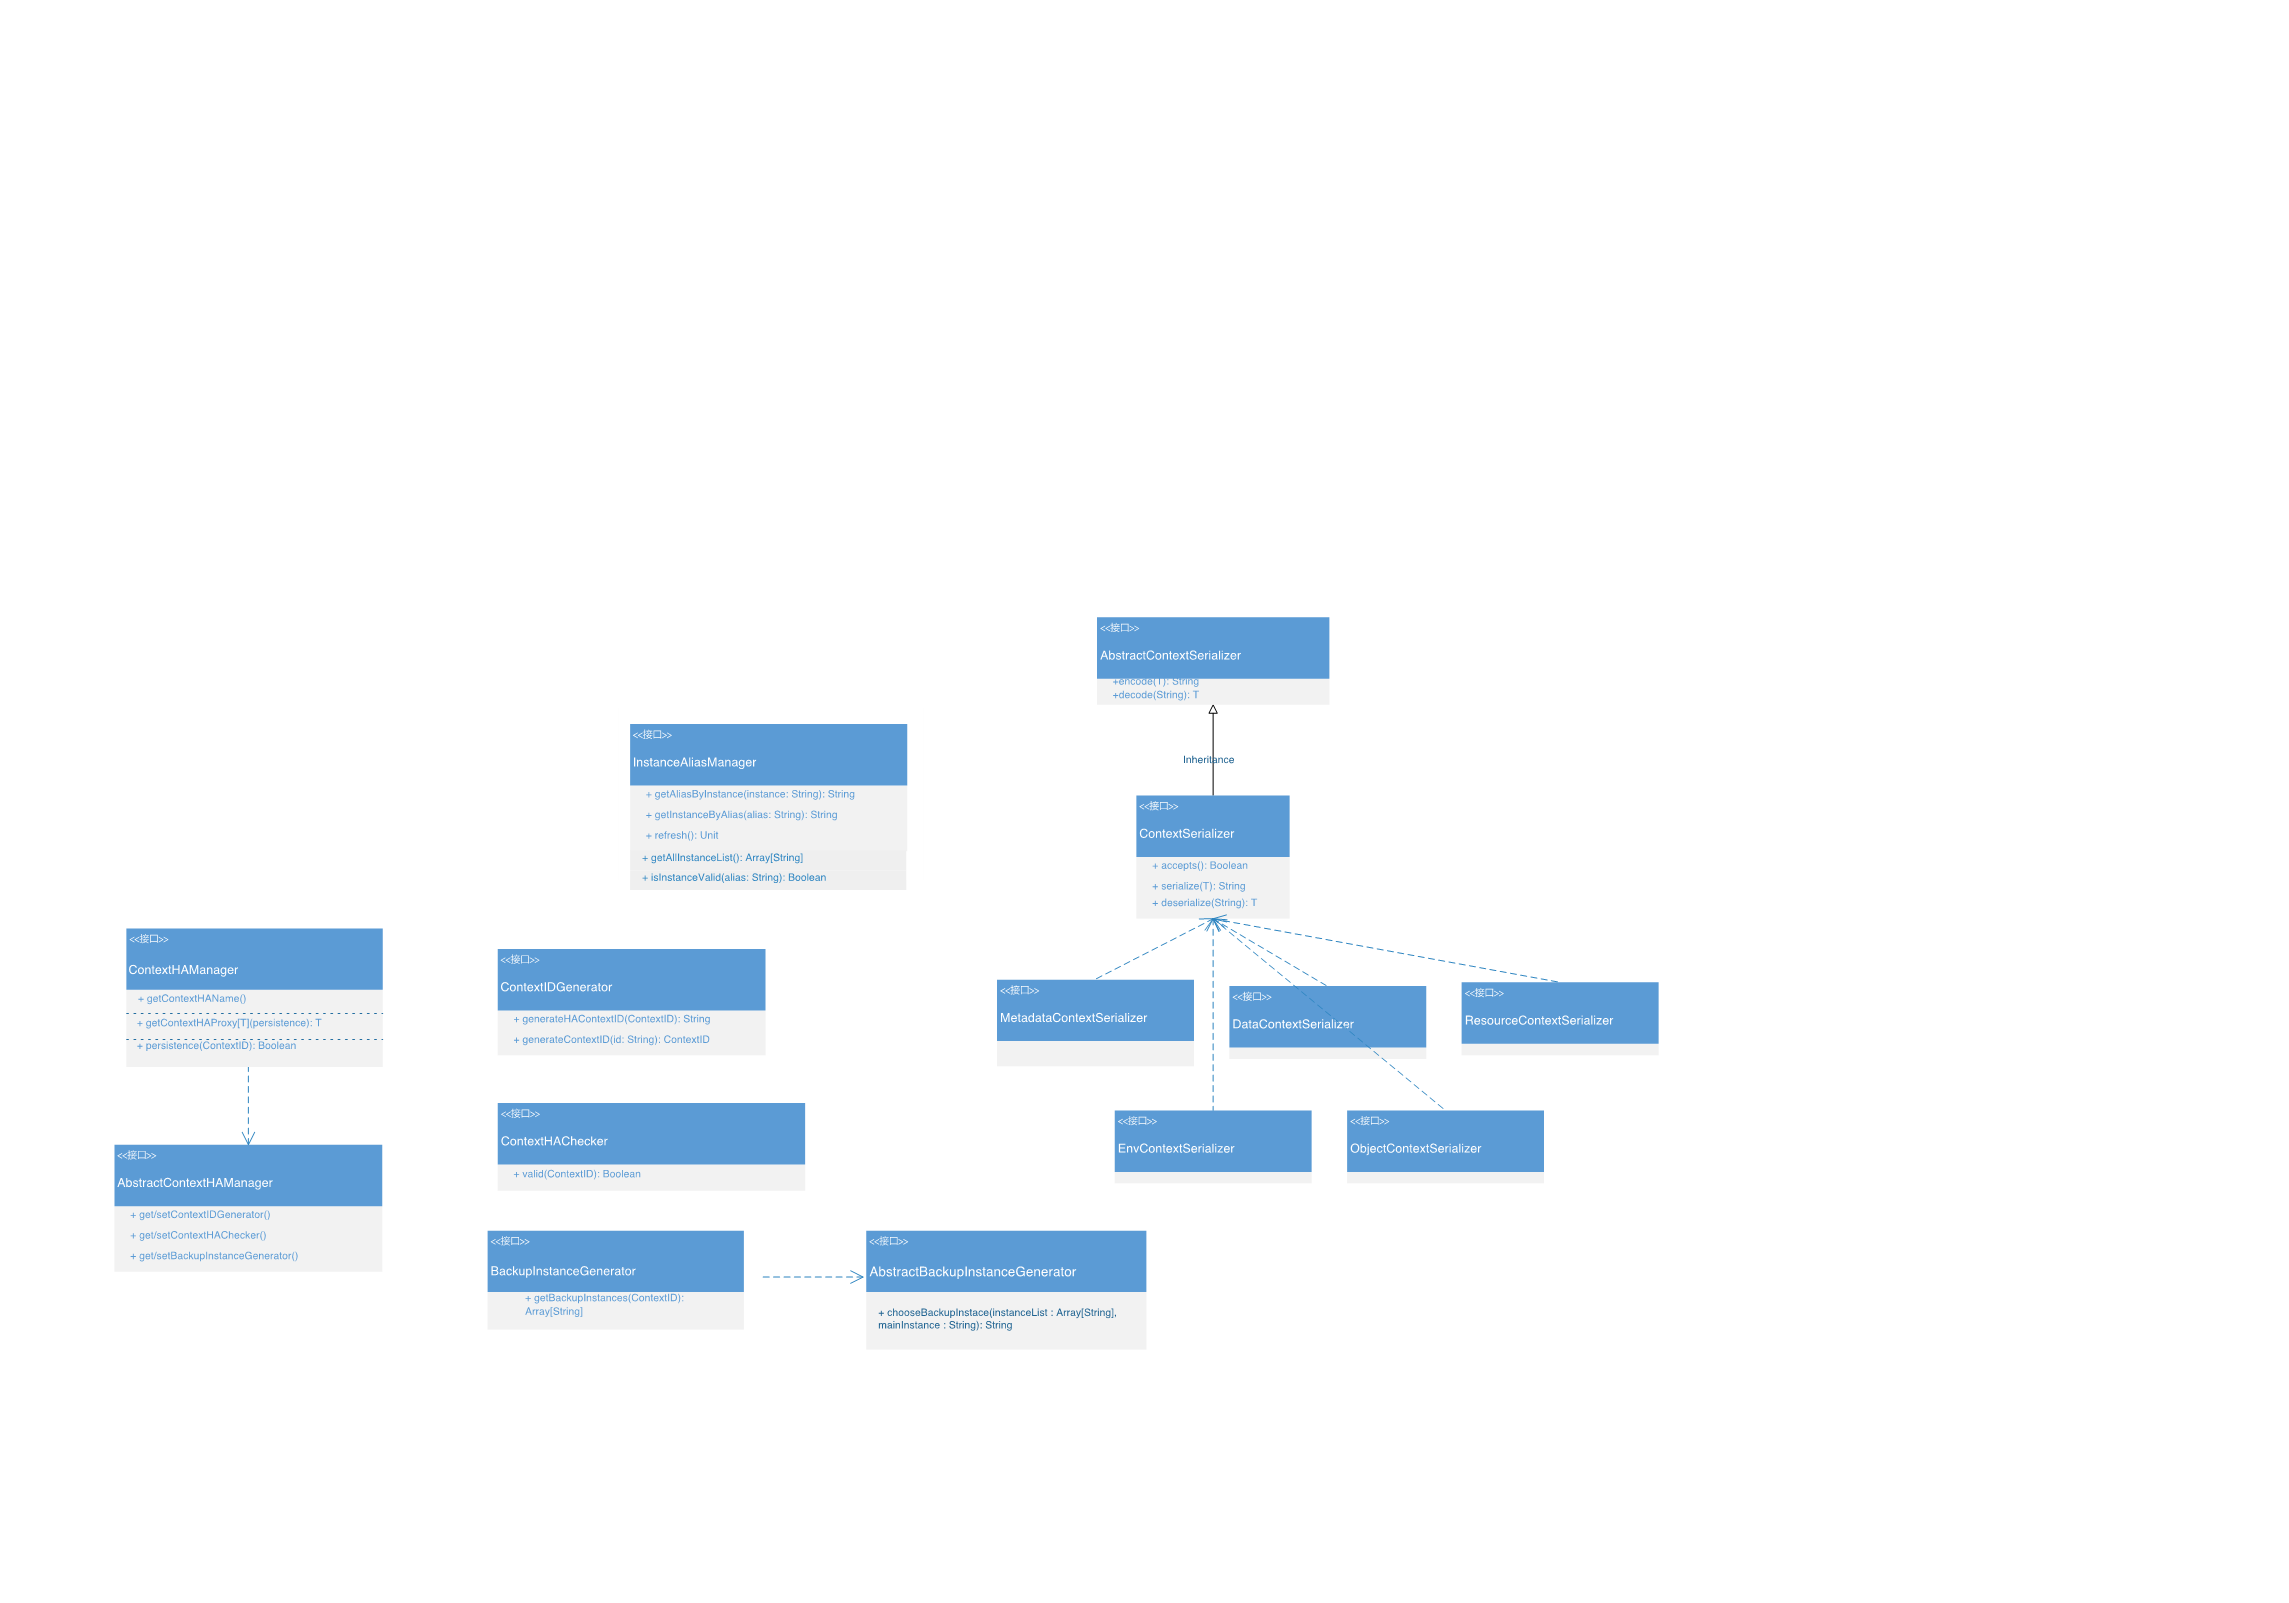 <<接口>>
AbstractContextSerializer
+encode(T): String
+decode(String): T
Inheritance
<<接口>>
InstanceAliasManager
+ getAliasByInstance(instance: String): String
+ getInstanceByAlias(alias: String): String
+ refresh(): Unit
+ getAllInstanceList(): Array[String]
+ isInstanceValid(alias: String): Boolean
<<接口>>
ContextSerializer
+ accepts(): Boolean
+ serialize(T): String
+ deserialize(String): T
<<接口>>
ContextHAManager
+ getContextHAName()
+ getContextHAProxy[T](persistence): T
+ persistence(ContextID): Boolean
<<接口>>
ContextIDGenerator
+ generateHAContextID(ContextID): String
+ generateContextID(id: String): ContextID
<<接口>>
MetadataContextSerializer
<<接口>>
DataContextSerializer
<<接口>>
ResourceContextSerializer
<<接口>>
ContextHAChecker
+ valid(ContextID): Boolean
<<接口>>
EnvContextSerializer
<<接口>>
ObjectContextSerializer
<<接口>>
AbstractContextHAManager
+ get/setContextIDGenerator()
+ get/setContextHAChecker()
+ get/setBackupInstanceGenerator()
<<接口>>
BackupInstanceGenerator
+ getBackupInstances(ContextID):
Array[String]
<<接口>>
AbstractBackupInstanceGenerator
+ chooseBackupInstace(instanceList : Array[String],
mainInstance : String): String